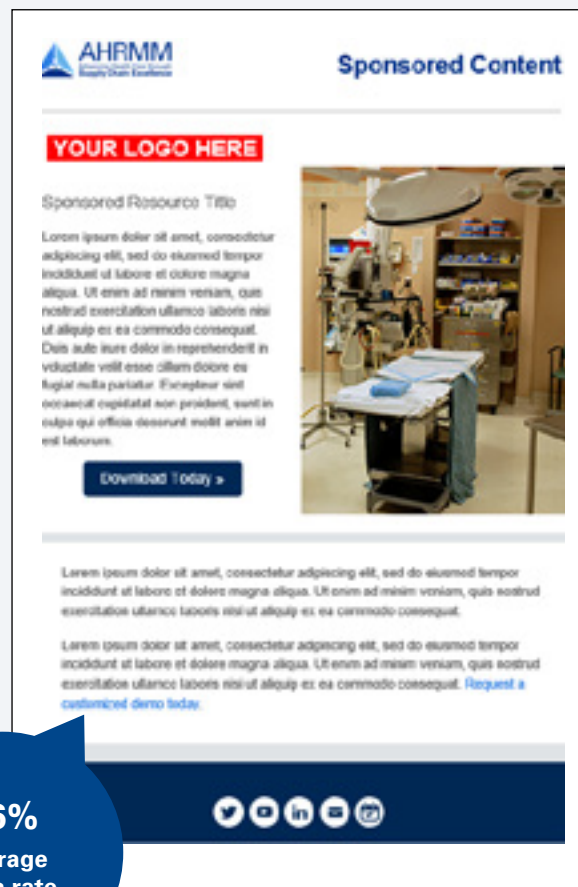 AHRMM
Supply Chain Excellence
Sponsored Content
YOUR LOGO HERE
Sponsored Resource Title
Lorem ipsum dolor sit amet, consectetur
adipiscing elit, sed do eiusmod tempor
incididunt ut labore et dolore magna
aliqua. Ut enim ad minim veniam, quis
nostrud exercitation ullamco laboris nisi
ut aliquip ex ea commodo consequat.
Duis aute irure dolor in reprehenderit in
voluptate velit esse cillum dolore eu
fugiat nulla pariatur. Excepteur sint
occaecat cupidatat non proident, sunt in
culpa qui officia deserunt mollit anim id
est laborum.
Download Today »
Lorem ipsum dolor sit amet, consectetur adipiscing elit, sed do eiusmod tempor
incididunt ut labore et dolore magna aliqua. Ut enim ad minim veniam, quis nostrud
exercitation ullamco laboris nisi ut aliquip ex ea commodo consequat.
Lorem ipsum dolor sit amet, consectetur adipiscing elit, sed do eiusmod tempor
incididunt ut labore et dolore magna aliqua. Ut enim ad minim veniam, quis nostrud
exercitation ullamco laboris nisi ut aliquip ex ea commodo consequat. Request a
customized demo today.
6%
rage
rate